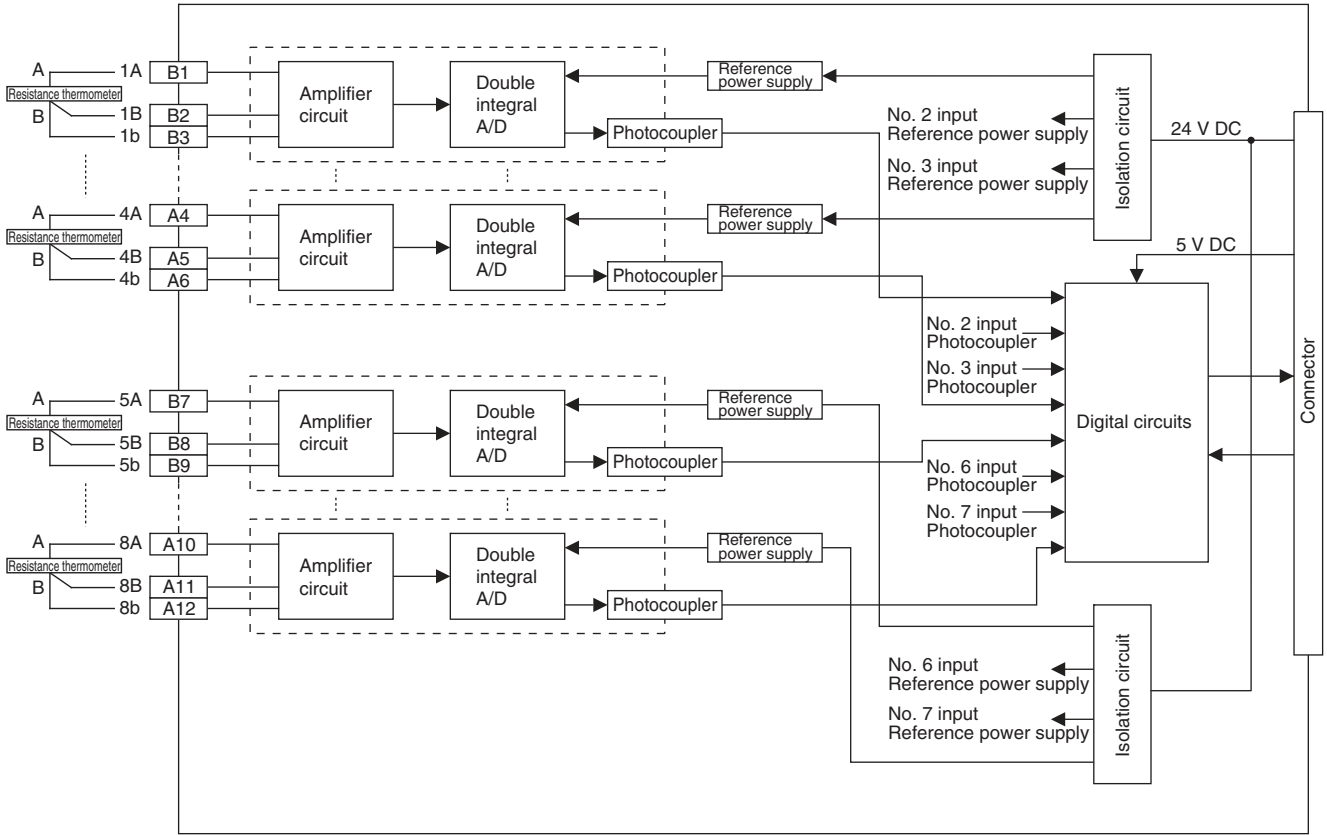 A
1A
B1
Resistance thermometer
B
1B
B2
1b
B3
Amplifier
circuit
Double
integral
A/D
Reference
power supply
Photocoupler
No. 2 input
Reference power supply
No. 3 input
Reference power supply
Isolation circuit
24 V DC
A
4A
A4
Resistance thermometer
B
4B
A5
4b
A6
Amplifier
circuit
Double
integral
A/D
Reference
power supply
Photocoupler
5 V DC
No. 2 input
Photocoupler
No. 3 input
Photocoupler
Digital circuits
Connector
A
5A
B7
Resistance thermometer
B
5B
B8
5b
B9
Amplifier
circuit
Double
integral
A/D
Reference
power supply
Photocoupler
No. 6 input
Photocoupler
No. 7 input
Photocoupler
A
8A
A10
Resistance thermometer
B
8B
A11
8b
A12
Amplifier
circuit
Double
integral
A/D
Reference
power supply
Photocoupler
No. 6 input
Reference power supply
No. 7 input
Reference power supply
Isolation circuit